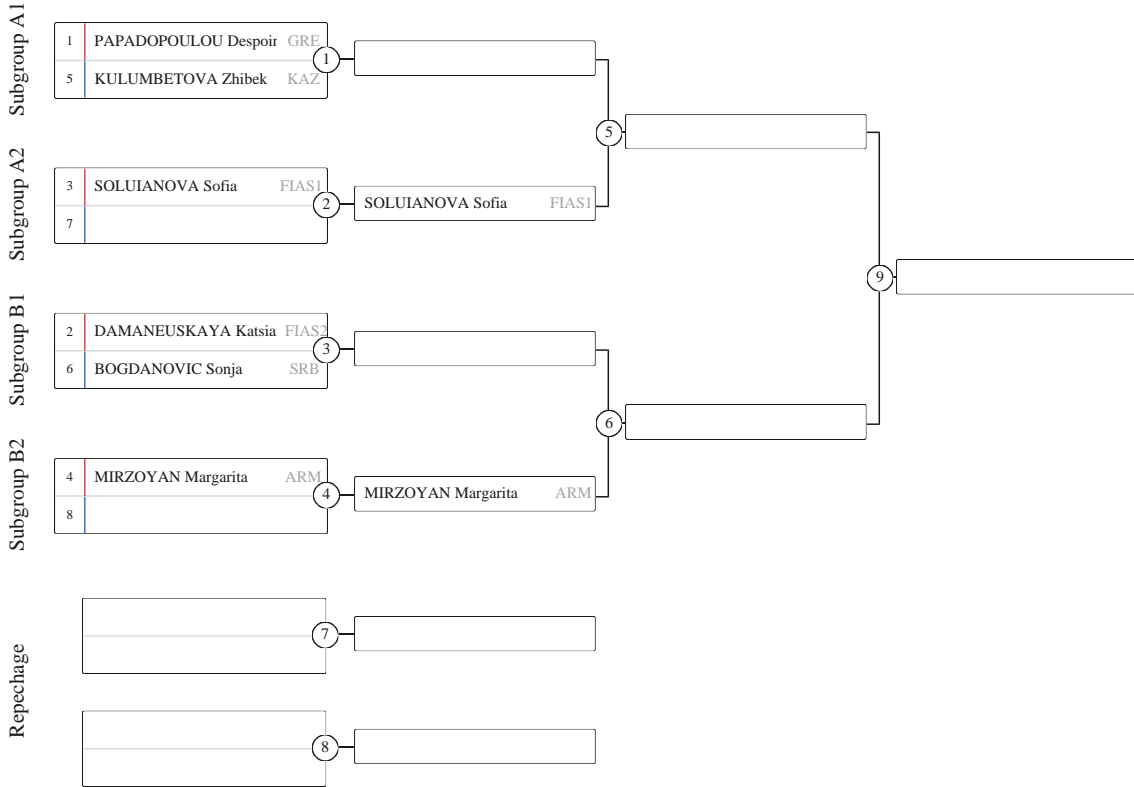 Subgroup A1
1 PAPADOPOULOU Despoir GRE
5 KULUMBETOVA Zhibek KAZ
1
5
Subgroup A2
3 SOLUIANOVA Sofia FIAS1
7
2
SOLUIANOVA Sofia FIAS1
9
Subgroup B1
2 DAMANEUSKAYA Katsia FIAS2
6 BOGDANOVIC Sonja SRB
3
6
Subgroup B2
4 MIRZOYAN Margarita ARM
8
4
MIRZOYAN Margarita ARM
Repechage
7
8